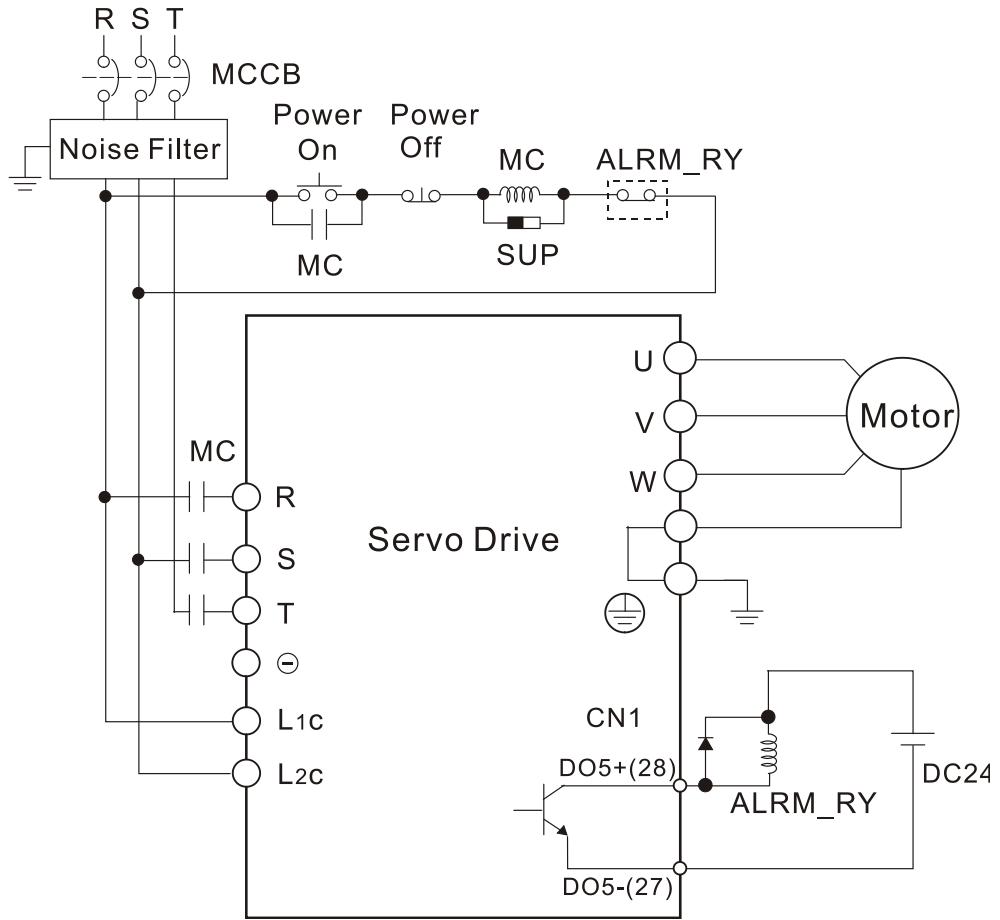 R S T
MCCB
Noise Filter
Power
On
Power
Off
MC
ALRM_RY
MC
SUP
Servo Drive
MC
R
S
T
⊖
L1c
L2c
U
V
W
Motor
CN1
DO5+(28)
DO5-(27)
ALRM_RY
DC24